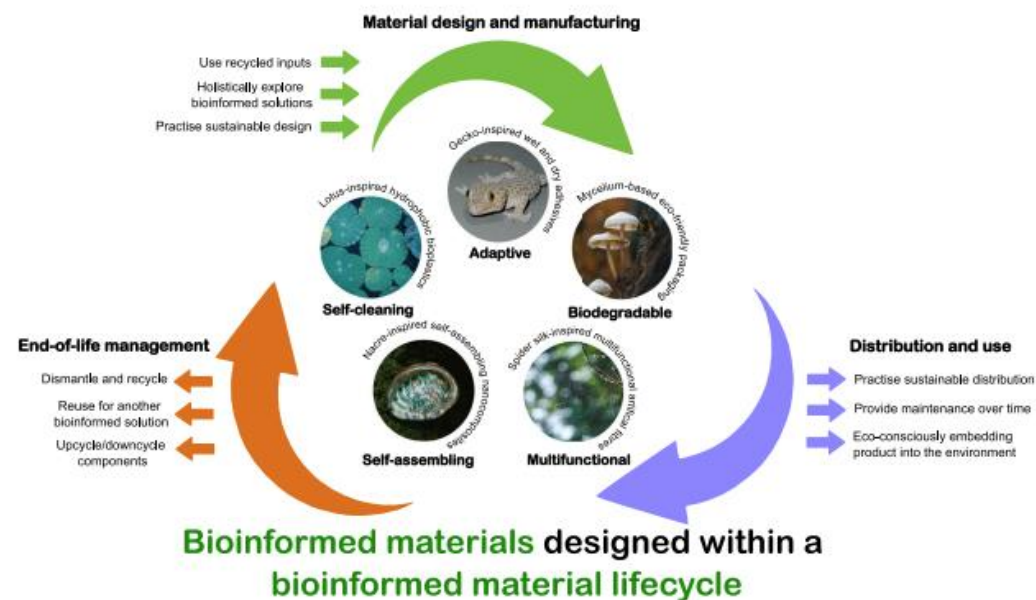 Material design and manufacturing
Use recycled inputs
Holistically explore
bioinformed solutions
Practise sustainable design
Gecko-inspired wet and dry adhesives
Adaptive
Lotus-inspired hydrophobic bioplastics
Self-cleaning
Mycelium-based eco-friendly packaging
Biodegradable
Nacre-inspired self-assembling nanocomposites
Self-assembling
Spider silk-inspired multifunctional artifical fibres
Multifunctional
End-of-life management
Dismantle and recycle
Reuse for another
bioinformed solution
Upcycle/downcycle
components
Distribution and use
Practise sustainable distribution
Provide maintenance over time
Eco-consciously embedding
product into the environment
Bioinformed materials designed within a
bioinformed material lifecycle